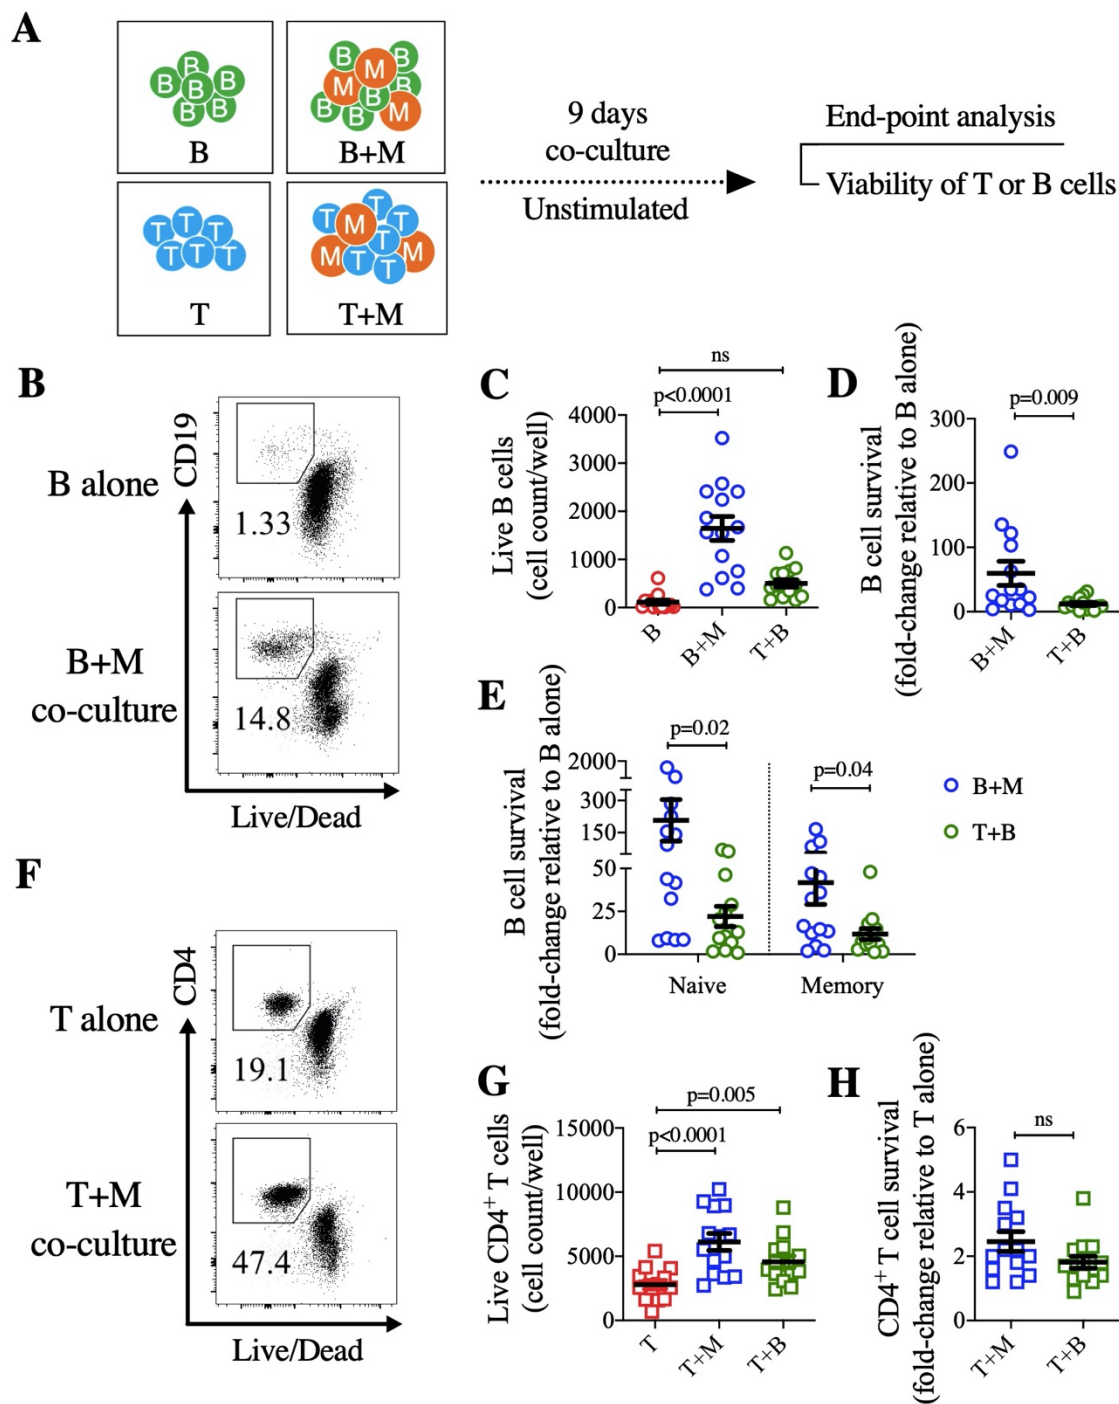 A
B
B
B
B
B
B
B
B
B
B
B
B
B
M
M
M
B+M
T
T
T
T
T
T
T
T
T
T
T
T
T
M
M
M
T+M
9 days
co-culture
Unstimulated
End-point analysis
Viability of T or B cells
B
CD19
B alone
1.33
B+M
co-culture
14.8
Live/Dead
C
ns
p<0.0001
Live B cells
(cell count/well)
4000
3000
2000
1000
0
B
B+M
T+B
D
p=0.009
B cell survival
(fold-change relative to B alone)
300
200
100
0
B+M
T+B
E
p=0.02
p=0.04
B cell survival
(fold-change relative to B alone)
2000
300
150
50
25
0
Naive
Memory
B+M
T+B
F
CD4
T alone
19.1
T+M
co-culture
47.4
Live/Dead
G
p=0.005
p<0.0001
Live CD4+ T cells
(cell count/well)
15000
10000
5000
0
T
T+M
T+B
H
ns
CD4+ T cell survival
(fold-change relative to T alone)
6
4
2
0
T+M
T+B